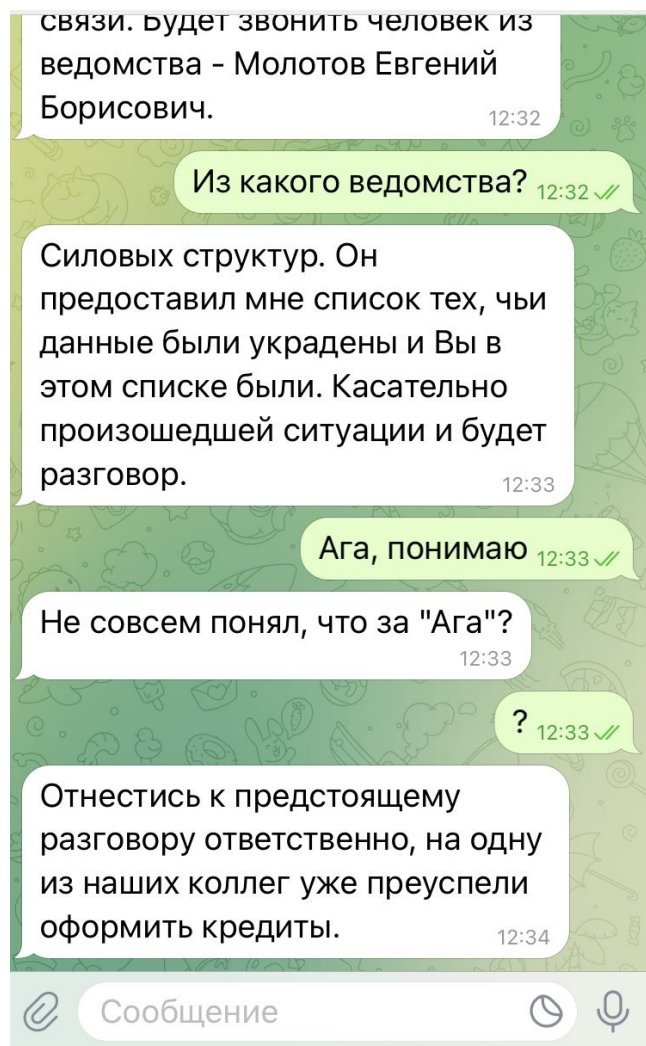 связи. Будет звонить человек из
ведомства - Молотов Евгений
Борисович.
12:32
Из какого ведомства? 12:32
Силовых структур. Он
предоставил мне список тех, чьи
данные были украдены и Вы в
этом списке были. Касательно
произошедшей ситуации и будет
разговор.
12:33
Ага, понимаю 12:33
Не совсем понял, что за "Ага"?
12:33
? 12:33
Отнестись к предстоящему
разговору ответственно, на одну
из наших коллег уже преуспели
оформить кредиты.
12:34
Сообщение